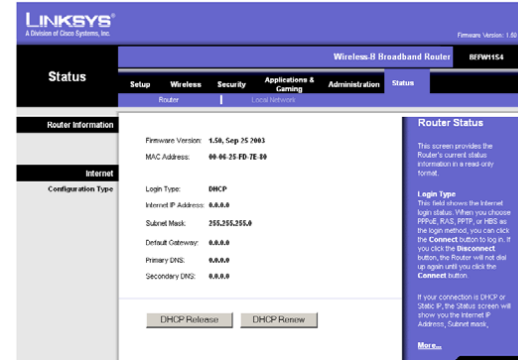 LINKSYS®
A Division of Cisco Systems, Inc.
Firmware Version: 1.50
Wireless-B Broadband Router BEFW11S4
Status
Setup Wireless Security Applications & Gaming Administration Status
Router Local Network
Router Information
Firmware Version: 1.50, Sep 25 2003
MAC Address: 00-06-25-FD-7E-80
Internet
Configuration Type
Login Type: DHCP
Internet IP Address: 0.0.0.0
Subnet Mask: 255.255.255.0
Default Gateway: 0.0.0.0
Primary DNS: 0.0.0.0
Secondary DNS: 0.0.0.0
DHCP Release DHCP Renew
Router Status
This screen provides the
Router's current status
information in a read-only
format.
Login Type
This field shows the Internet
login status. When you choose
PPPoE, RAS, PPTP, or HBS as
the login method, you can click
the Connect button to log in. If
you click the Disconnect
button, the Router will not dial
up again until you click the
Connect button.
If your connection is DHCP or
Static IP, the Status screen will
show you the Internet IP
Address, Subnet mask,
More...